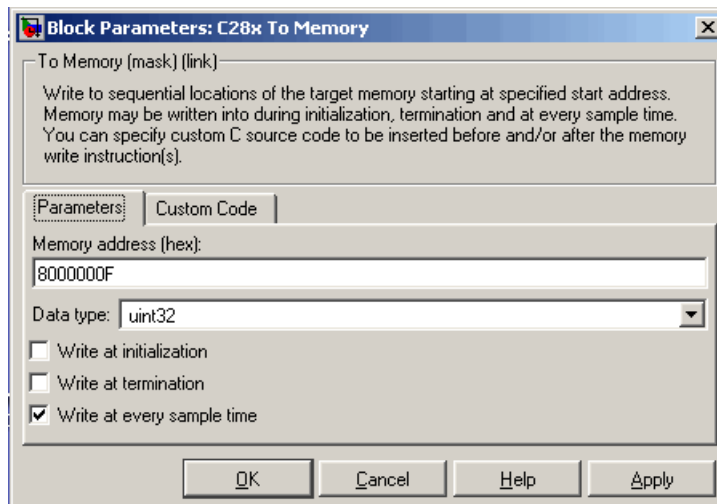 Block Parameters: C28x To Memory
To Memory (mask) (link)
Write to sequential locations of the target memory starting at specified start address.
Memory may be written into during initialization, termination and at every sample time.
You can specify custom C source code to be inserted before and/or after the memory
write instruction(s).
Parameters Custom Code
Memory address (hex):
8000000F
Data type: uint32
Write at initialization
Write at termination
Write at every sample time
OK Cancel Help Apply